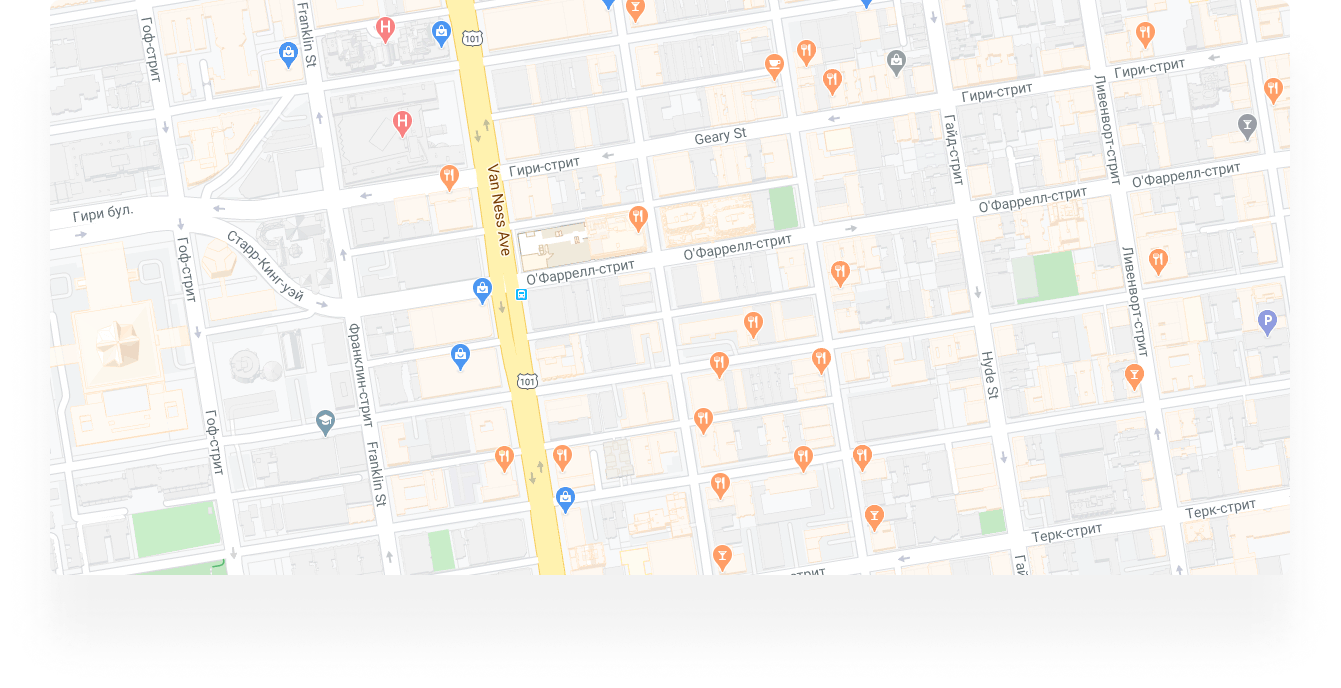 Гоф-стрит
Franklin St
H
101
Гири-стрит
Гири-стрит
Ливенворт-стрит
Гайд-стрит
H
Geary St
Гири-стрит
Van Ness Ave
О'Фаррелл-стрит
О'Фаррелл-стрит
Гири бул.
Старр-Кинг-уэй
Гоф-стрит
О'Фаррелл-стрит
О'Фаррелл-стрит
Ливенворт-стрит
P
Франклин-стрит
Hyde St
101
Гоф-стрит
Franklin St
Терк-стрит
Терк-стрит